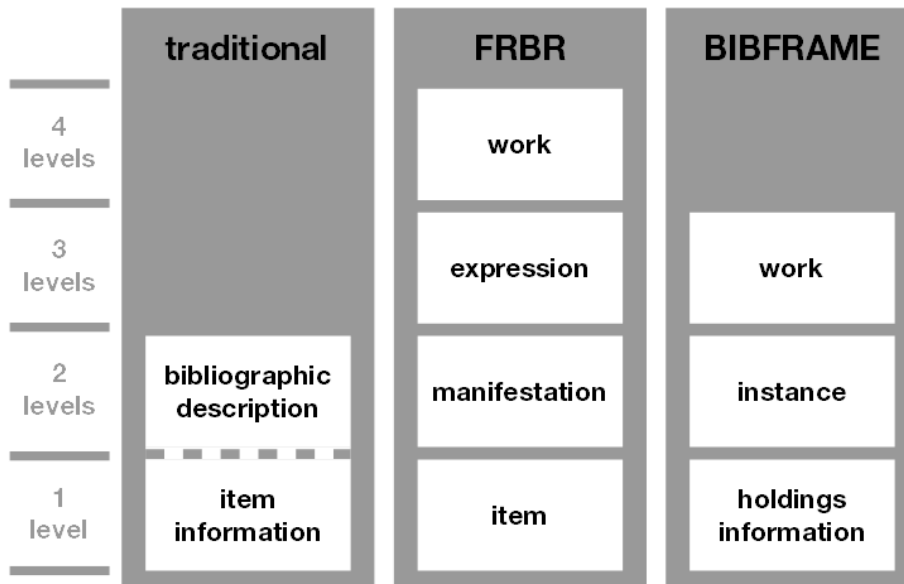 traditional
FRBR
BIBFRAME
4
levels
work
3
levels
expression
work
2
levels
bibliographic
description
manifestation
instance
1
level
item
information
item
holdings
information